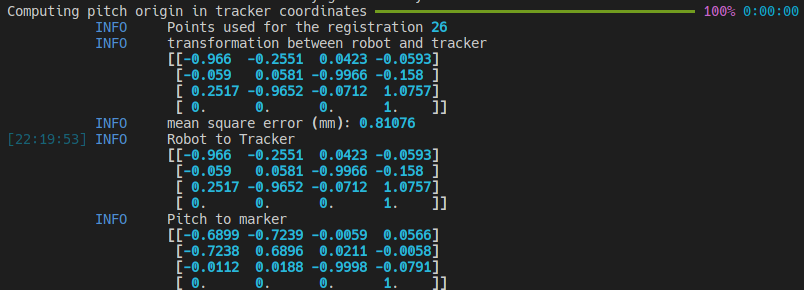 Computing pitch origin in tracker coordinates 100% 0:00:00
INFO Points used for the registration 26
INFO transformation between robot and tracker
[[-0.966 -0.2551 0.0423 -0.0593]
[-0.059 0.0581 -0.9966 -0.158 ]
[ 0.2517 -0.9652 -0.0712 1.0757]
[ 0. 0. 0. 1. ]]
INFO mean square error (mm): 0.81076
[22:19:53] INFO Robot to Tracker
[[-0.966 -0.2551 0.0423 -0.0593]
[-0.059 0.0581 -0.9966 -0.158 ]
[ 0.2517 -0.9652 -0.0712 1.0757]
[ 0. 0. 0. 1. ]]
INFO Pitch to marker
[[-0.6899 -0.7239 -0.0059 0.0566]
[-0.7238 0.6896 0.0211 -0.0058]
[-0.0112 0.0188 -0.9998 -0.0791]
[ 0. 0. 0. 1. ]]